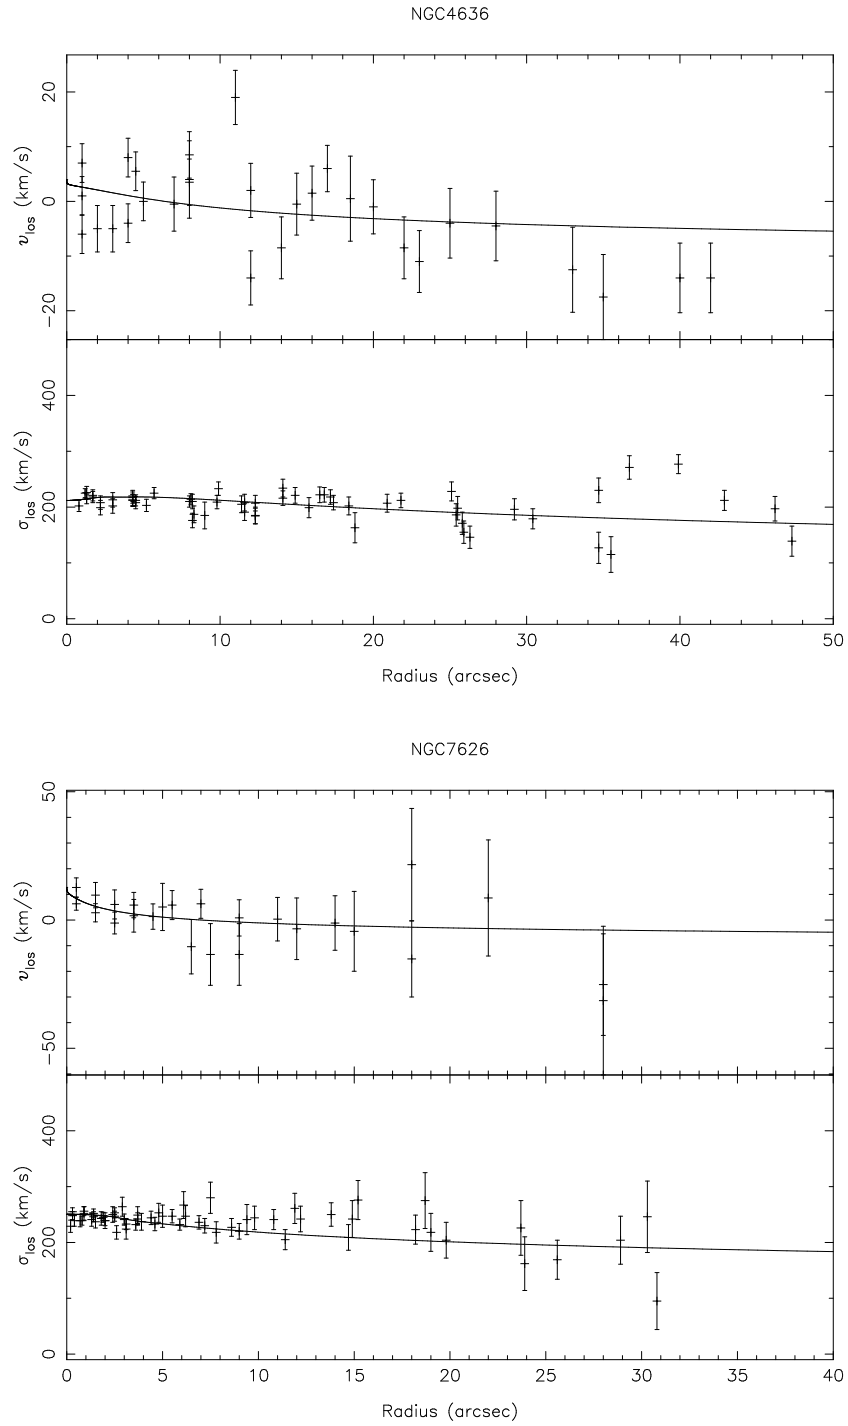 NGC4636
20
0
−20
v_los (km/s)
400
200
0
σ_los (km/s)
0 10 20 30 40 50
Radius (arcsec)
NGC7626
50
0
−50
v_los (km/s)
400
200
0
σ_los (km/s)
0 5 10 15 20 25 30 35 40
Radius (arcsec)